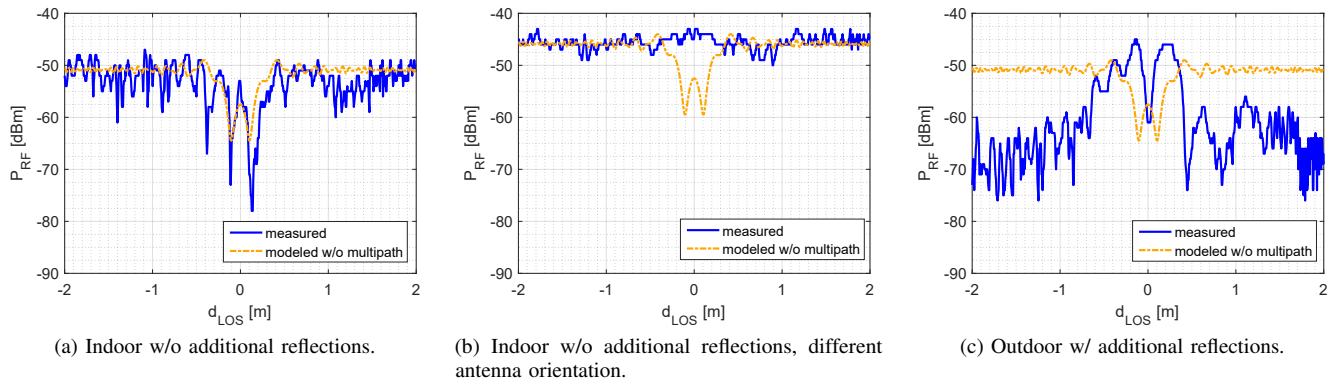 -40
-50
-60
-70
-80
-90
P_RF [dBm]
measured
modeled w/o multipath
-2
-1
0
1
2
d_LOS [m]
(a) Indoor w/o additional reflections.
-40
-50
-60
-70
-80
-90
P_RF [dBm]
measured
modeled w/o multipath
-2
-1
0
1
2
d_LOS [m]
(b) Indoor w/o additional reflections, different
antenna orientation.
-40
-50
-60
-70
-80
-90
P_RF [dBm]
measured
modeled w/o multipath
-2
-1
0
1
2
d_LOS [m]
(c) Outdoor w/ additional reflections.